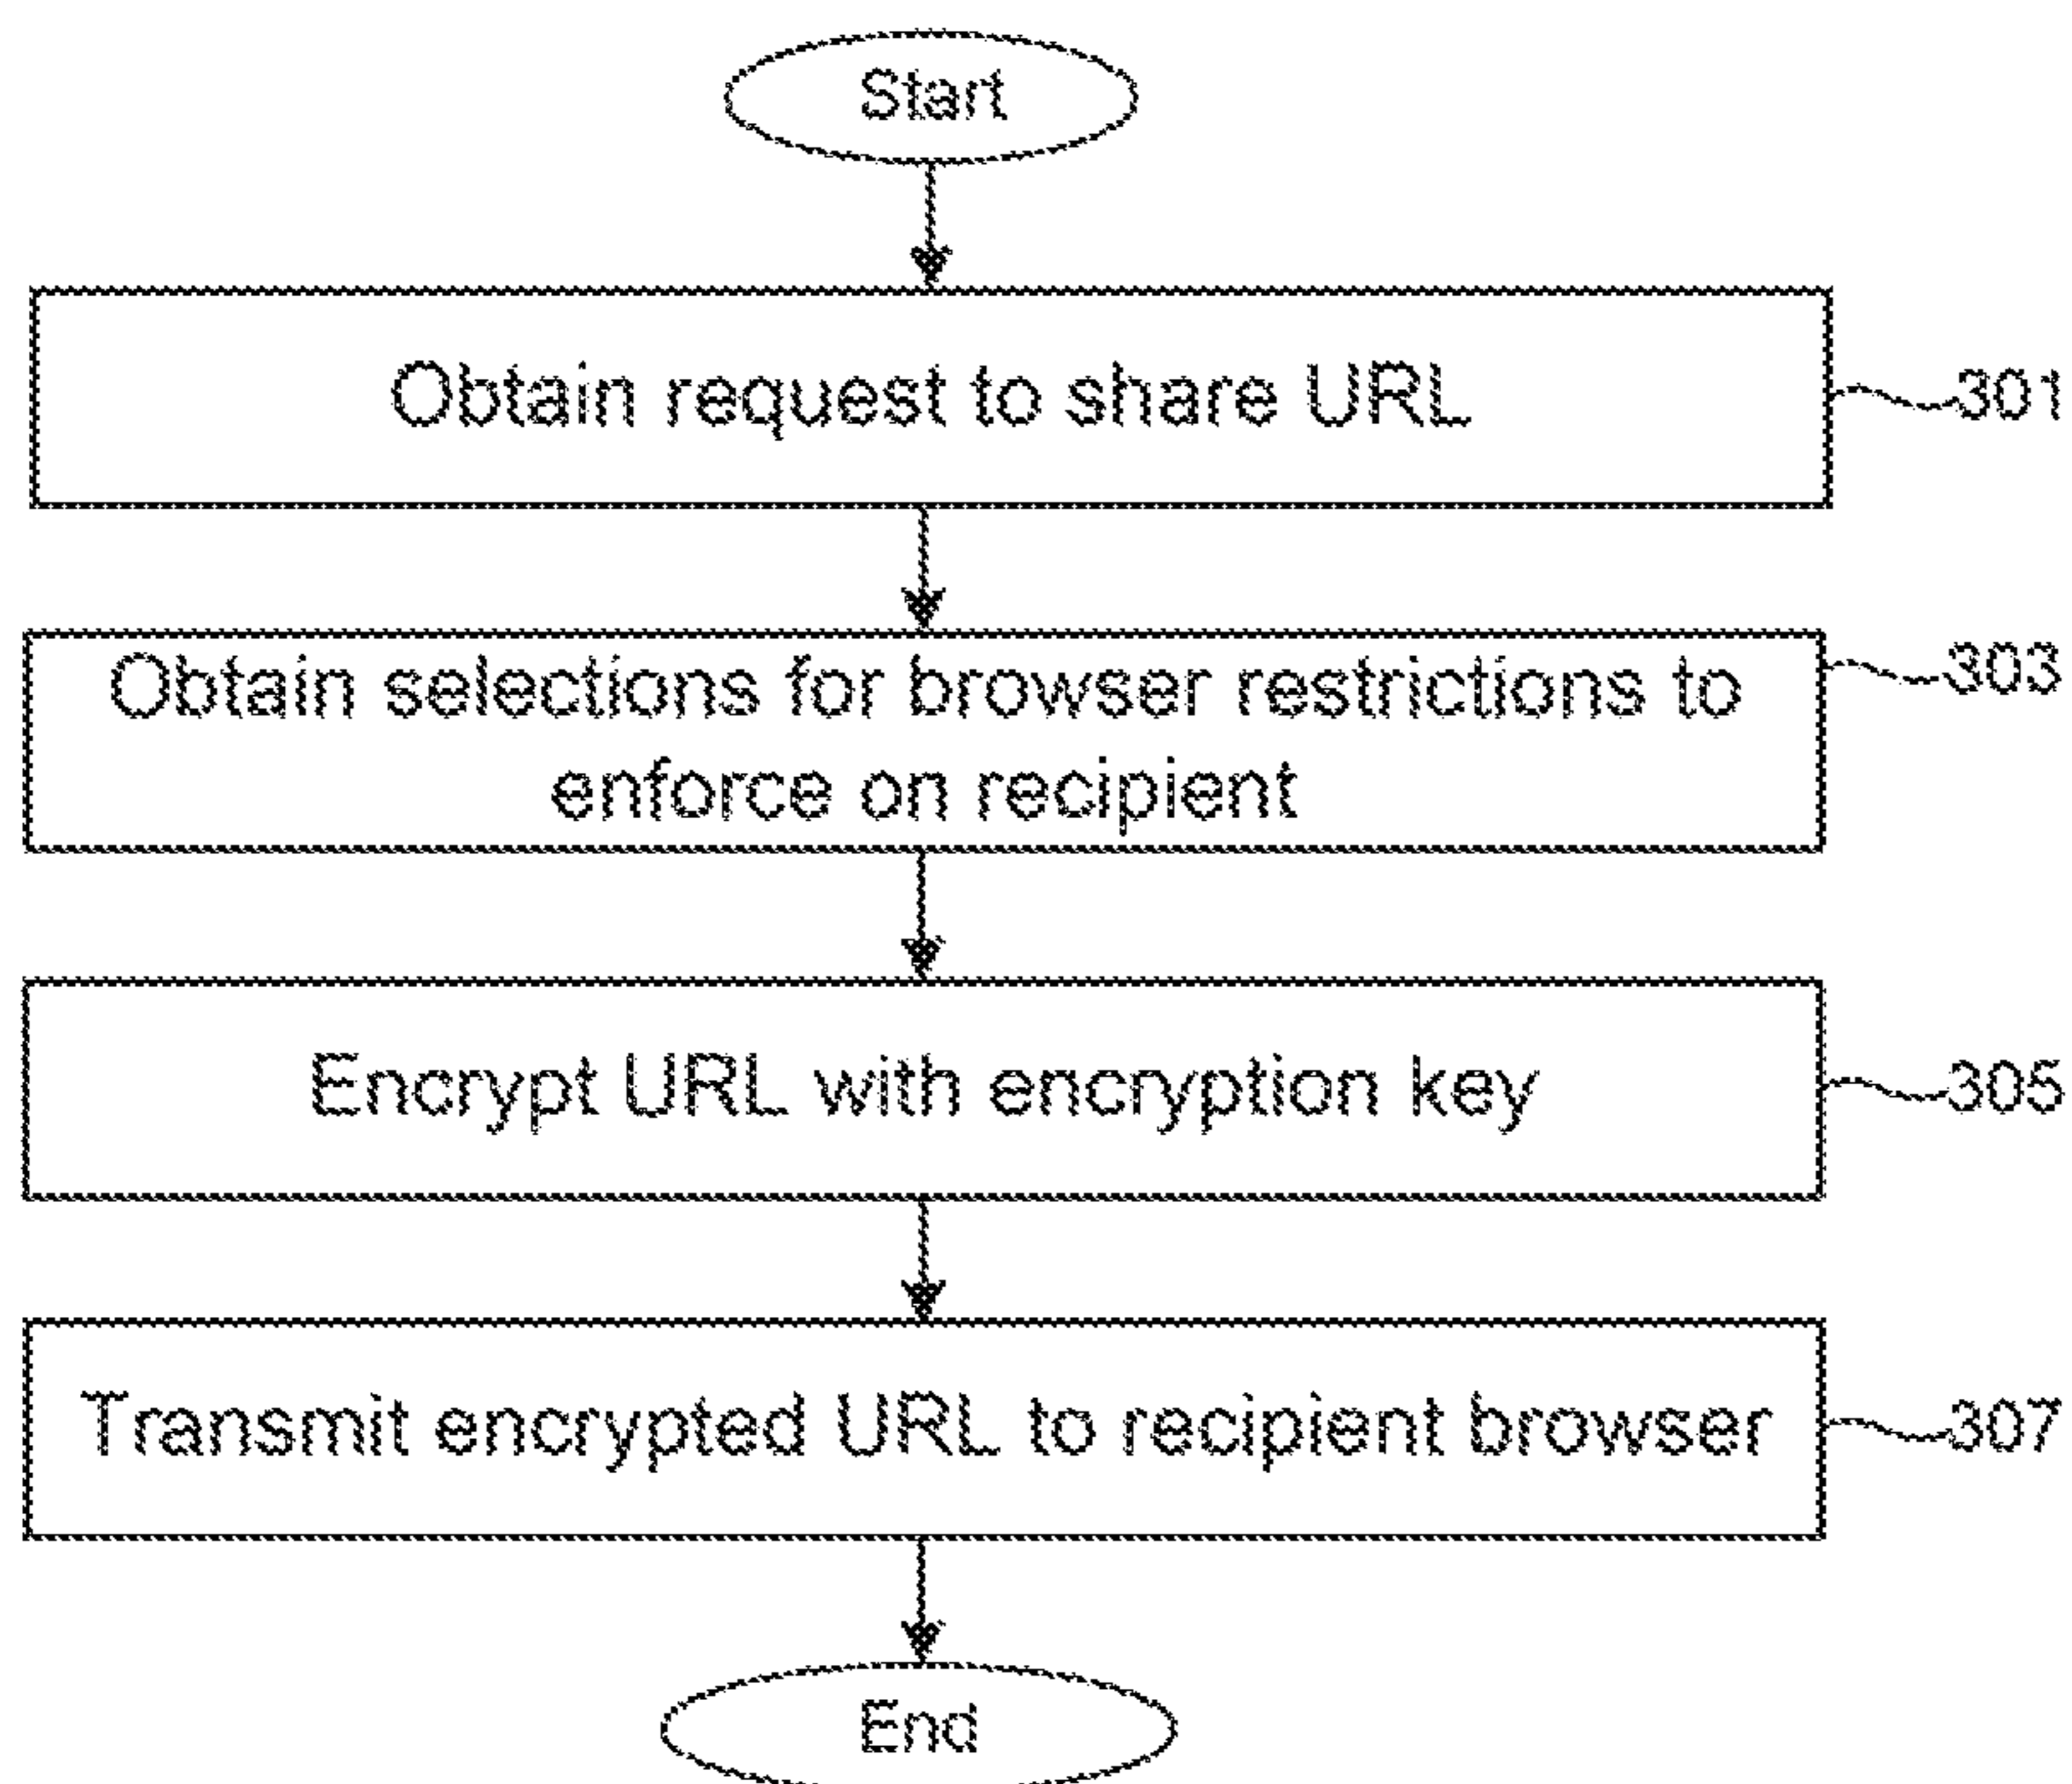 Start
Obtain request to share URL
301
Obtain selections for browser restrictions to
303
enforce on recipient
Encrypt URL with encryption key
305
Transmit encrypted URL to recipient browser
307
End